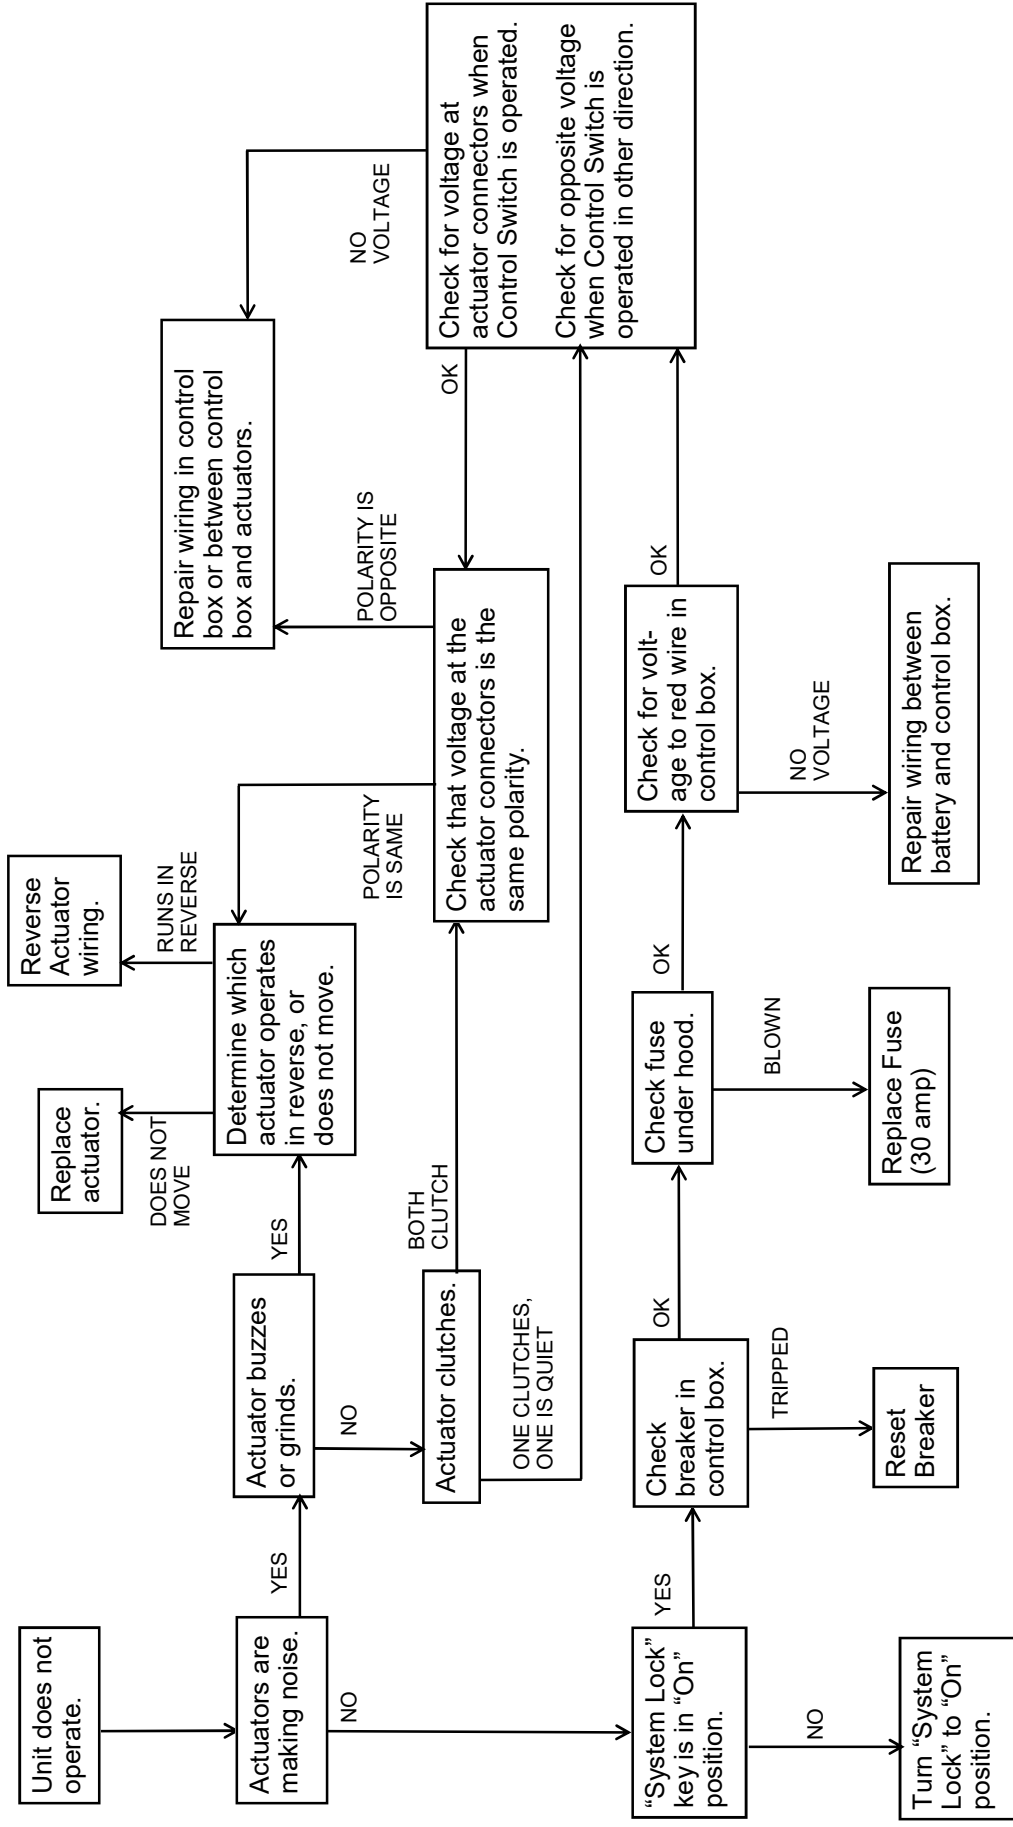 Unit does not
operate.
Actuators are
making noise.
YES
NO
Actuator buzzes
or grinds.
YES
NO
Determine which
actuator operates
in reverse, or
does not move.
DOES NOT
MOVE
Replace
actuator.
RUNS IN
REVERSE
Reverse
Actuator
wiring.
Actuator clutches.
BOTH
CLUTCH
ONE CLUTCHES,
ONE IS QUIET
Check that voltage at the
actuator connectors is the
same polarity.
POLARITY
IS SAME
POLARITY IS
OPPOSITE
Repair wiring in control
box or between control
box and actuators.
NO
VOLTAGE
OK
Check for voltage at
actuator connectors when
Control Switch is operated.
Check for opposite voltage
when Control Switch is
operated in other direction.
“System Lock”
key is in “On”
position.
YES
NO
Turn “System
Lock” to “On”
position.
Check
breaker in
control box.
OK
TRIPPED
Reset
Breaker
Check fuse
under hood.
OK
BLOWN
Replace Fuse
(30 amp)
Check for volt-
age to red wire in
control box.
OK
NO
VOLTAGE
Repair wiring between
battery and control box.